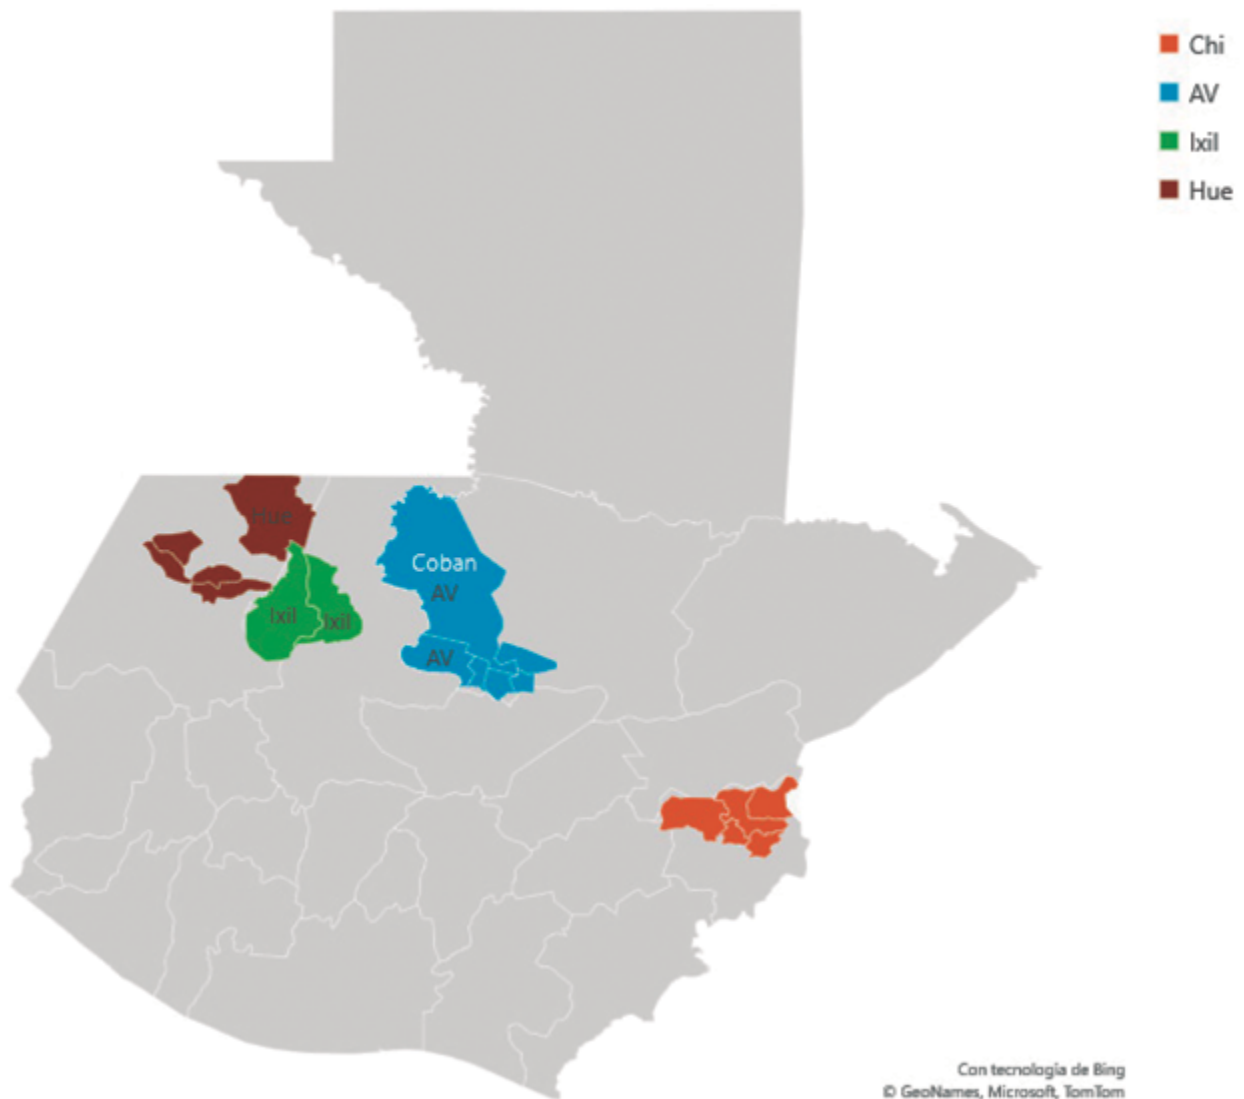 Chi
AV
Ixil
Hue
Hue
Coban
AV
Ixil
Ixil
AV
Con tecnología de Bing
© GeoNames, Microsoft, TomTom